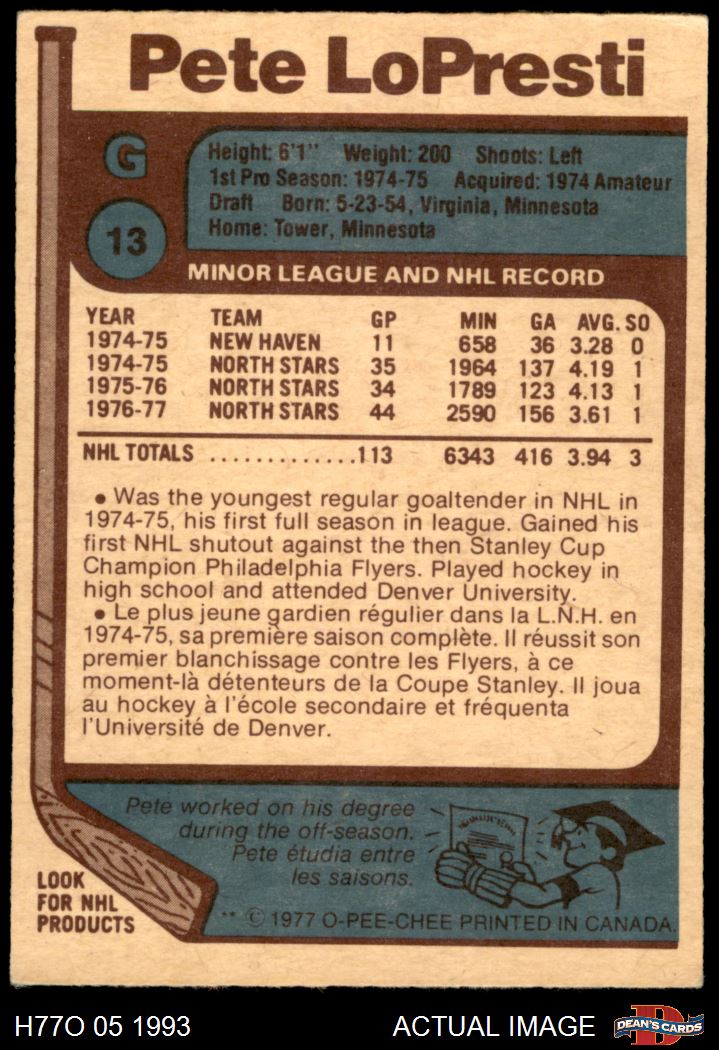 Pete LoPresti
G
13
Height: 6'1" Weight: 200 Shoots: Left
1st Pro Season: 1974-75 Acquired: 1974 Amateur
Draft Born: 5-23-54, Virginia, Minnesota
Home: Tower, Minnesota
MINOR LEAGUE AND NHL RECORD
YEAR TEAM GP MIN GA AVG. SO
1974-75 NEW HAVEN 11 658 36 3.28 0
1974-75 NORTH STARS 35 1964 137 4.19 1
1975-76 NORTH STARS 34 1789 123 4.13 1
1976-77 NORTH STARS 44 2590 156 3.61 1
NHL TOTALS .............113 6343 416 3.94 3
• Was the youngest regular goaltender in NHL in
1974-75, his first full season in league. Gained his
first NHL shutout against the then Stanley Cup
Champion Philadelphia Flyers. Played hockey in
high school and attended Denver University.
• Le plus jeune gardien régulier dans la L.N.H. en
1974-75, sa première saison complète. Il réussit son
premier blanchissage contre les Flyers, à ce
moment-là détenteurs de la Coupe Stanley. Il joua
au hockey à l'école secondaire et fréquenta
l'Université de Denver.
Pete worked on his degree
during the off-season.
Pete étudia entre
les saisons.
LOOK
FOR NHL
PRODUCTS
** © 1977 O-PEE-CHEE PRINTED IN CANADA.
H77O 05 1993
ACTUAL IMAGE
D
DEAN'S CARDS